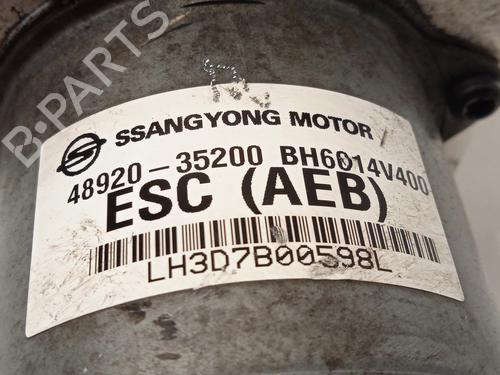 B-PARTS
SSANGYONG MOTOR
48920-35200 BH6014V400
ESC (AEB)
LH3D7B00598L